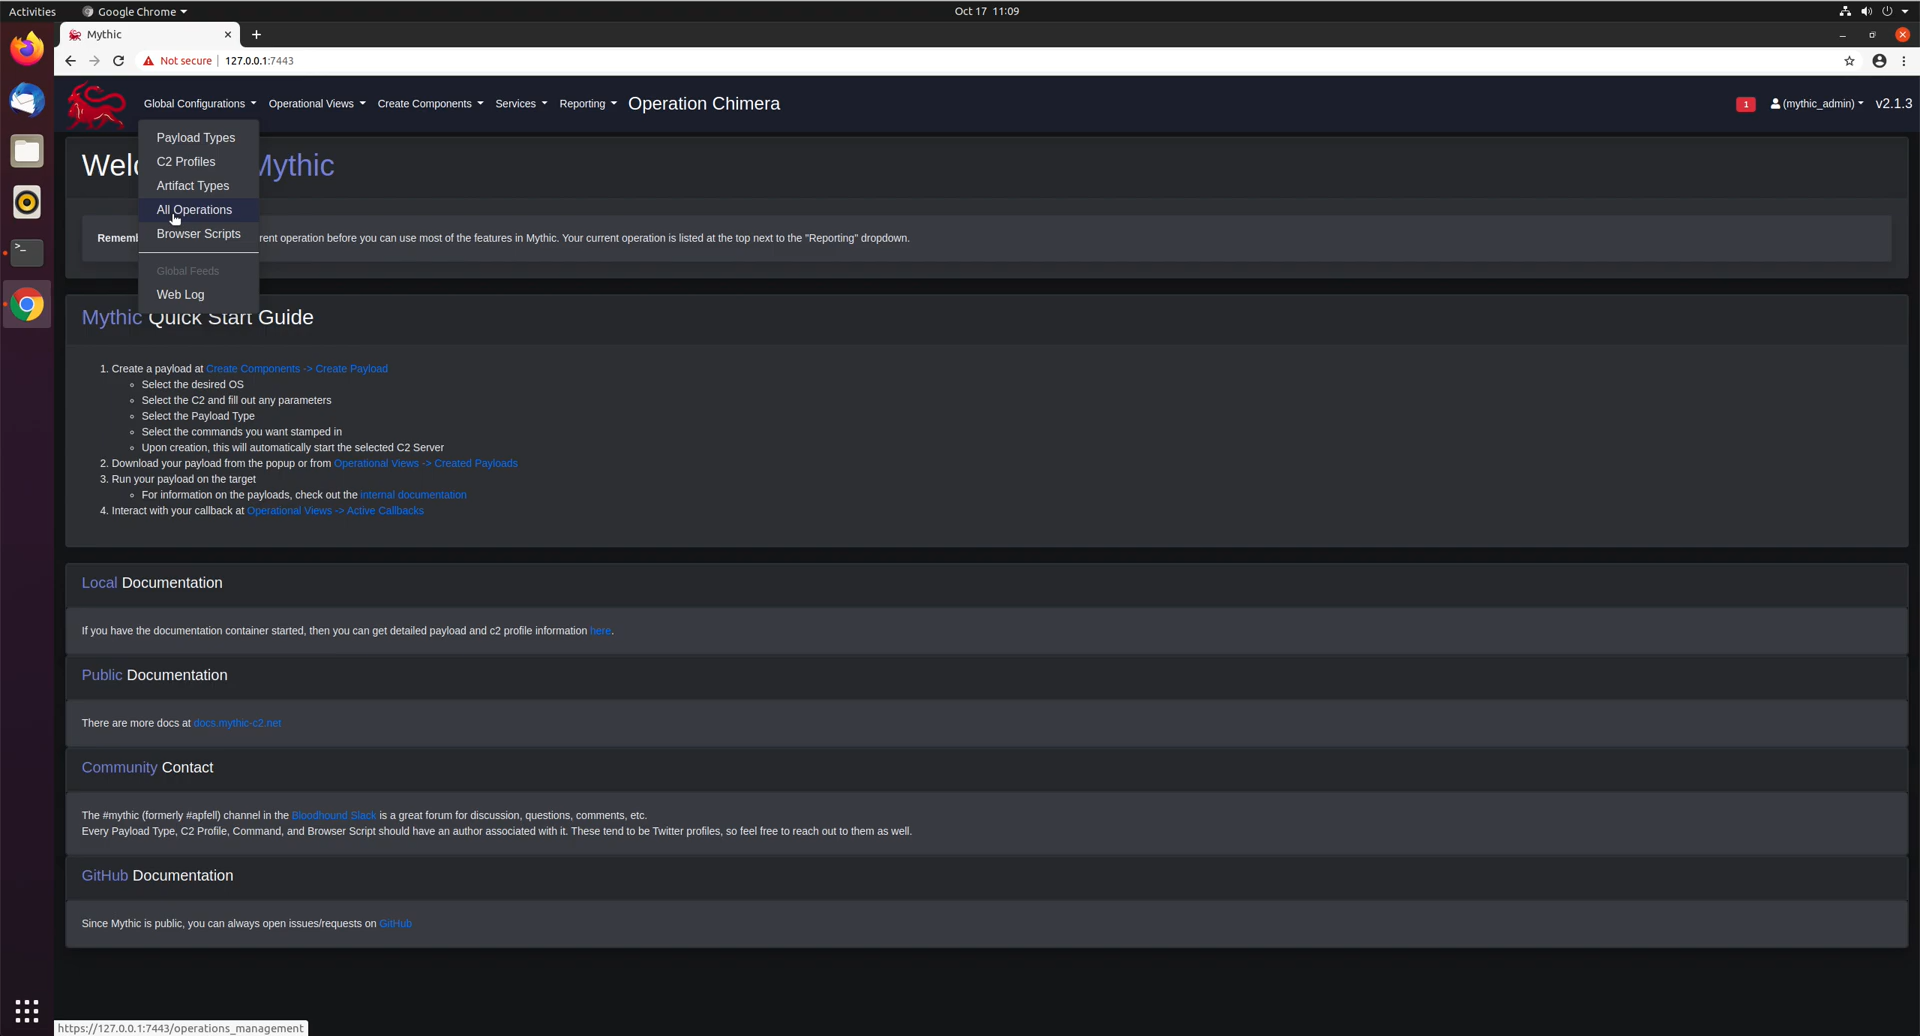 Activities Google Chrome Oct 17 11:09
Mythic
Not secure 127.0.0.1:7443
Global Configurations Operational Views Create Components Services Reporting Operation Chimera 1 (mythic_admin) v2.1.3
Payload Types
C2 Profiles
Artifact Types
All Operations
Browser Scripts
Global Feeds
Web Log
Welc Mythic
Rememb rent operation before you can use most of the features in Mythic. Your current operation is listed at the top next to the "Reporting" dropdown.
Mythic Quick Start Guide
1. Create a payload at Create Components -> Create Payload
Select the desired OS
Select the C2 and fill out any parameters
Select the Payload Type
Select the commands you want stamped in
Upon creation, this will automatically start the selected C2 Server
2. Download your payload from the popup or from Operational Views -> Created Payloads
3. Run your payload on the target
For information on the payloads, check out the internal documentation
4. Interact with your callback at Operational Views -> Active Callbacks
Local Documentation
If you have the documentation container started, then you can get detailed payload and c2 profile information here.
Public Documentation
There are more docs at docs.mythic-c2.net
Community Contact
The #mythic (formerly #apfell) channel in the Bloodhound Slack is a great forum for discussion, questions, comments, etc.
Every Payload Type, C2 Profile, Command, and Browser Script should have an author associated with it. These tend to be Twitter profiles, so feel free to reach out to them as well.
GitHub Documentation
Since Mythic is public, you can always open issues/requests on GitHub
https://127.0.0.1:7443/operations_management